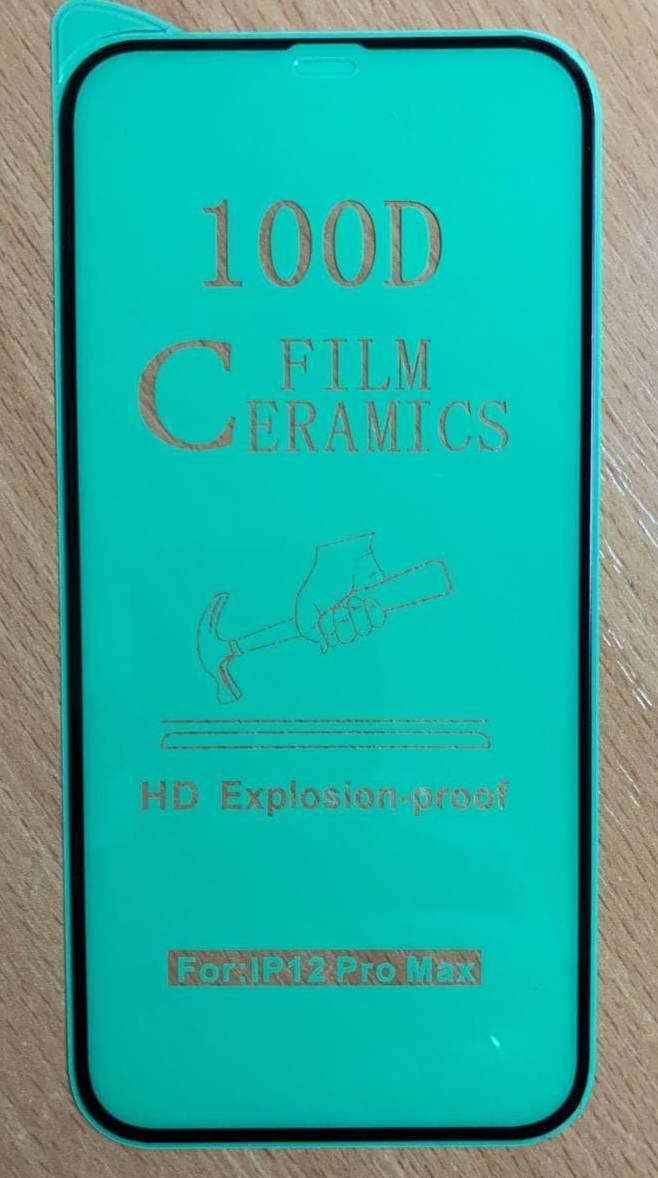 100D
FILM
CERAMICS
HD Explosion-proof
For:IP12 Pro Max